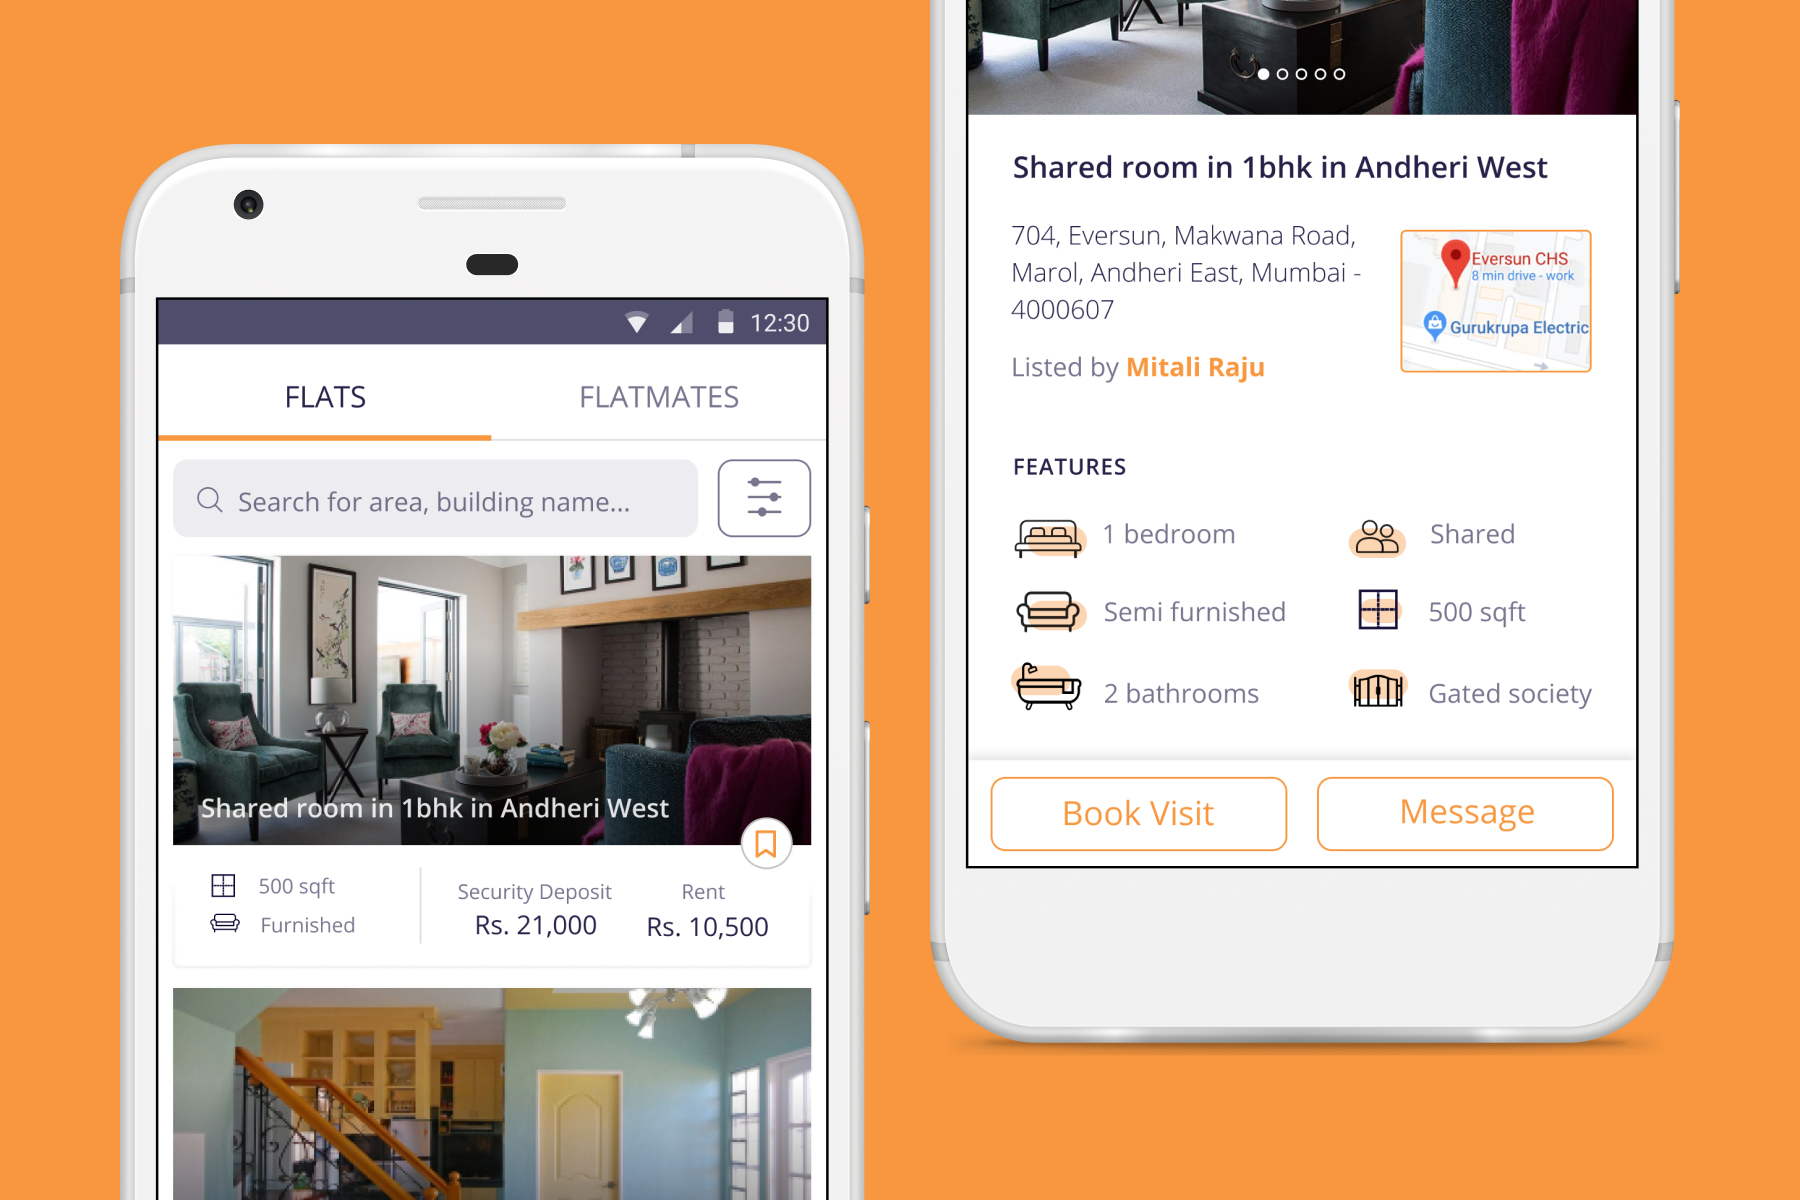 12:30
FLATS
FLATMATES
Search for area, building name...
Shared room in 1bhk in Andheri West
500 sqft
Furnished
Security Deposit
Rs. 21,000
Rent
Rs. 10,500
Shared room in 1bhk in Andheri West
704, Eversun, Makwana Road,
Marol, Andheri East, Mumbai -
4000607
Listed by Mitali Raju
Eversun CHS
8 min drive - work
Gurukrupa Electric
FEATURES
1 bedroom
Shared
Semi furnished
500 sqft
2 bathrooms
Gated society
Book Visit
Message